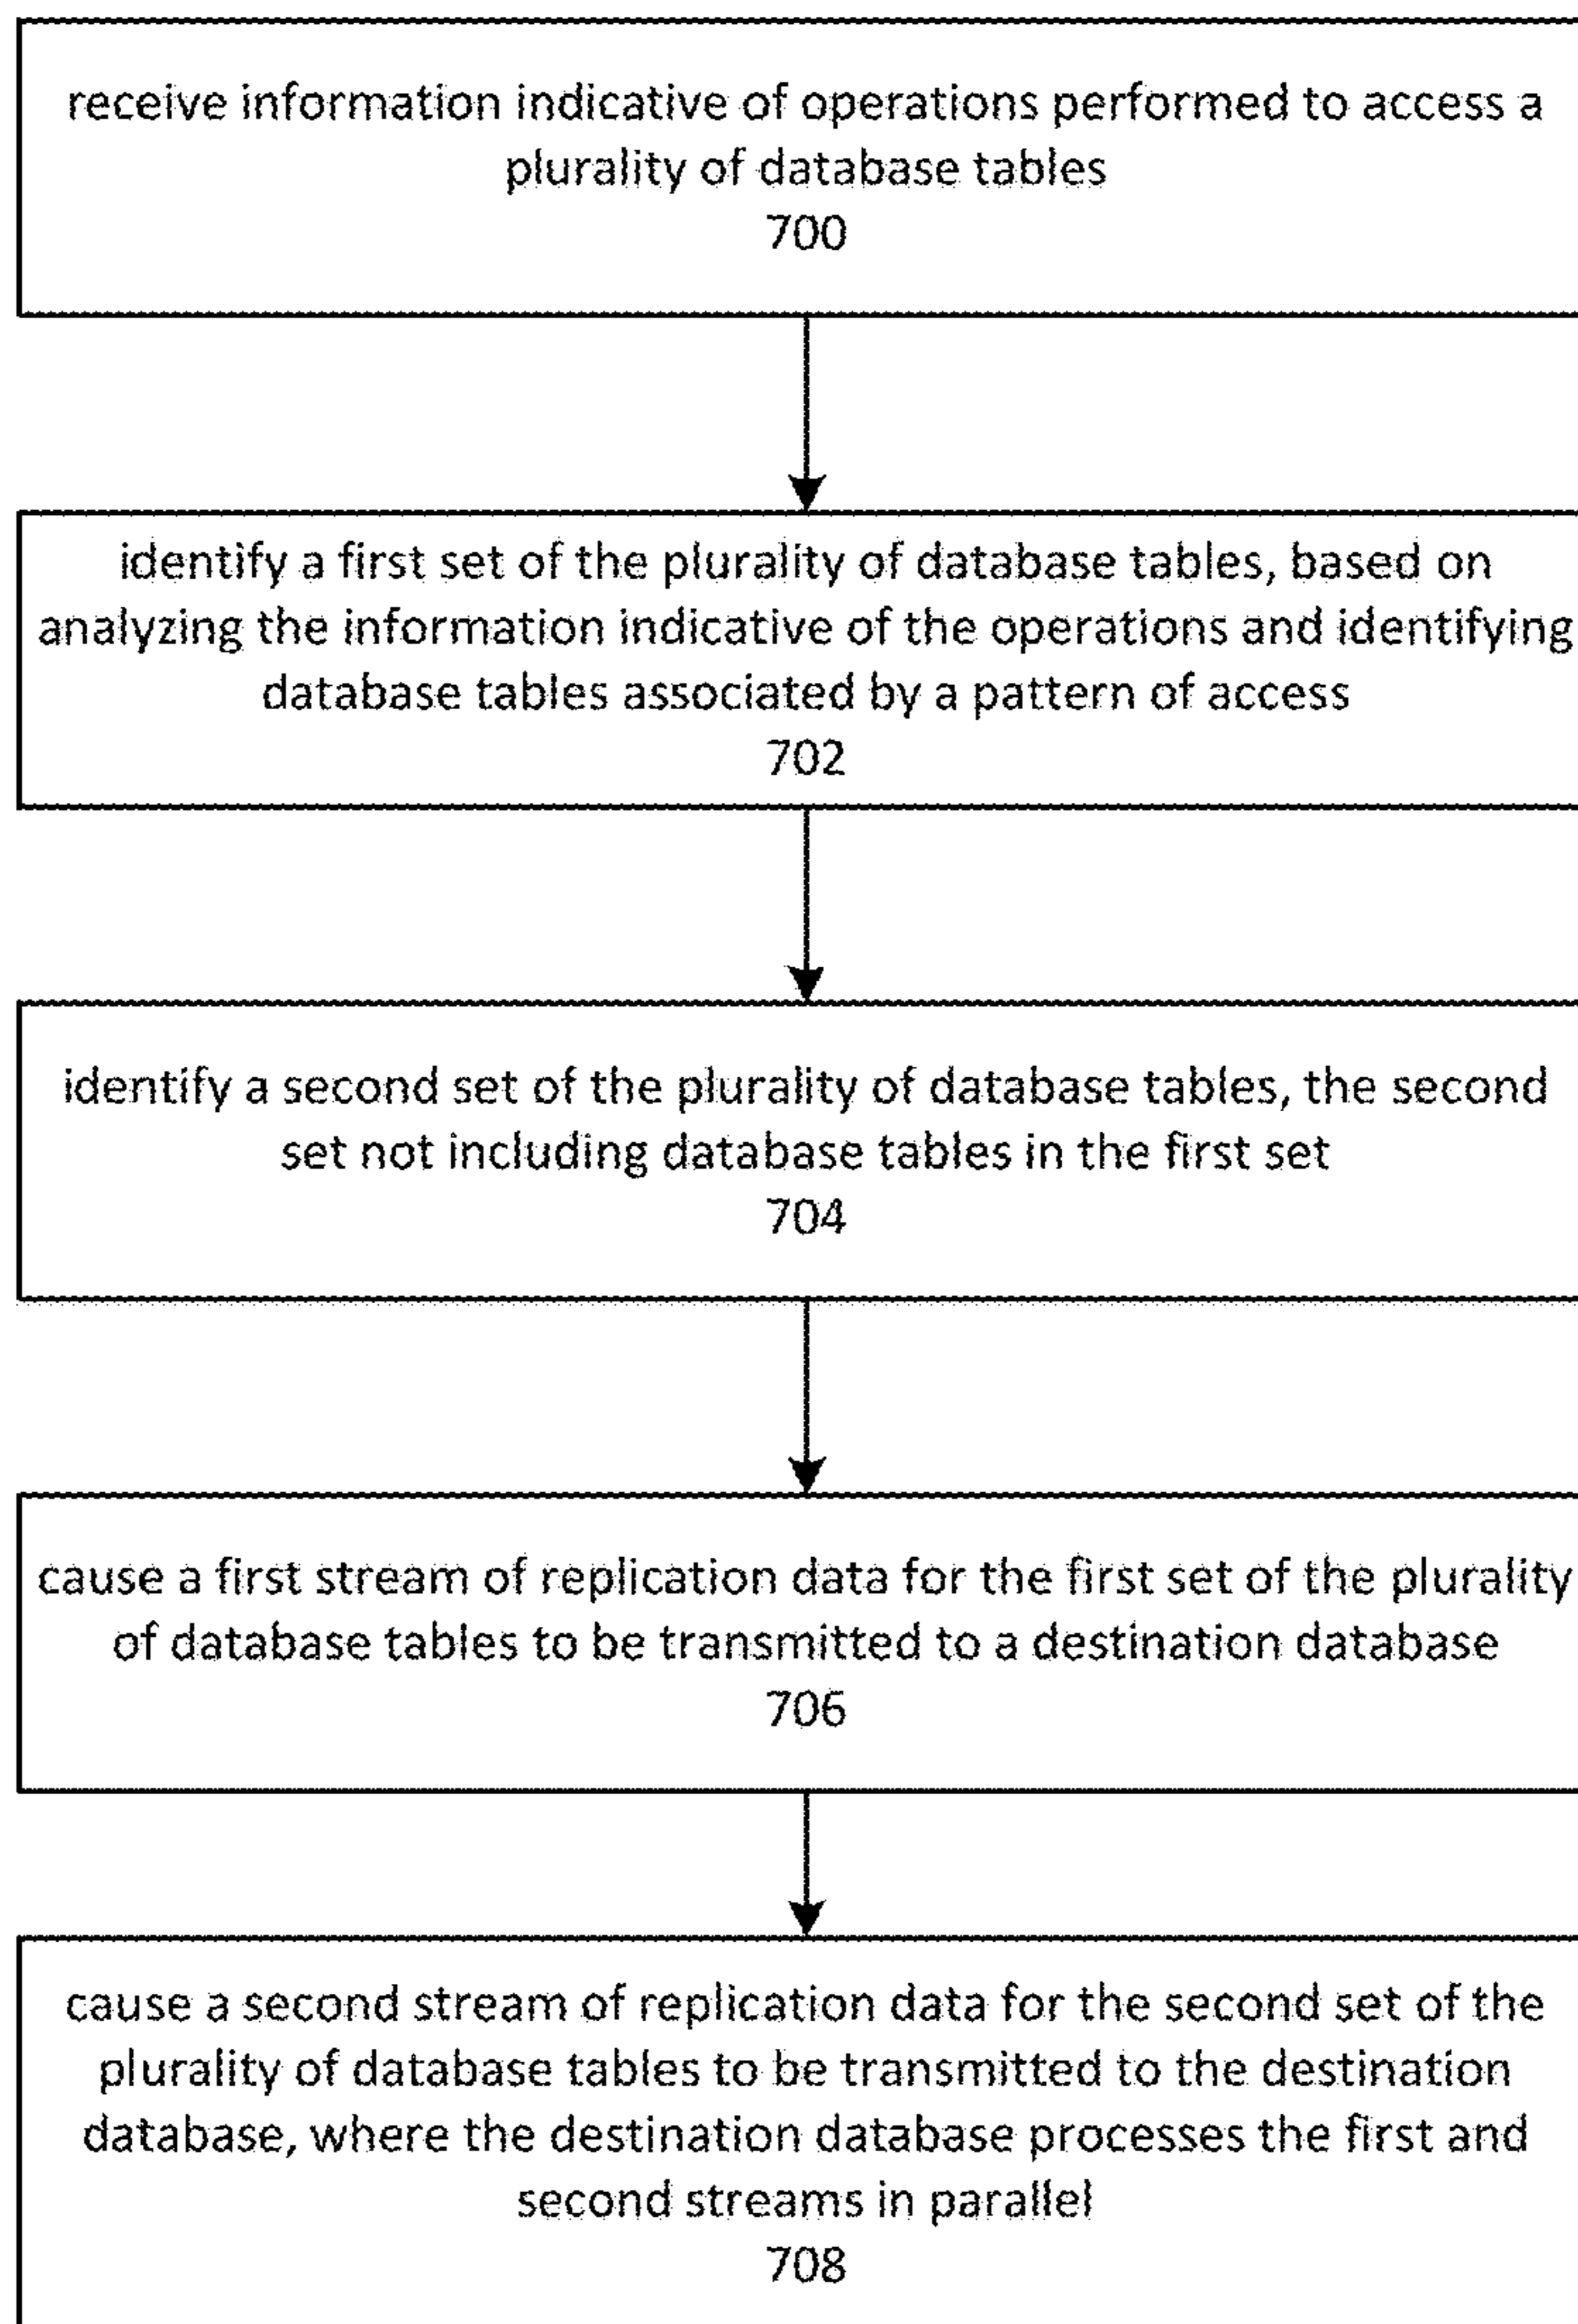 receive information indicative of operations performed to access a
plurality of database tables
700
identify a first set of the plurality of database tables, based on
analyzing the information indicative of the operations and identifying
database tables associated by a pattern of access
702
identify a second set of the plurality of database tables, the second
set not including database tables in the first set
704
cause a first stream of replication data for the first set of the plurality
of database tables to be transmitted to a destination database
706
cause a second stream of replication data for the second set of the
plurality of database tables to be transmitted to the destination
database, where the destination database processes the first and
second streams in parallel
708